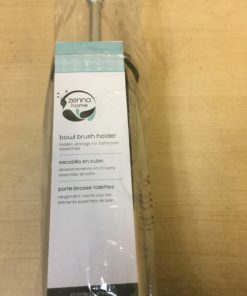 zenna
home
bowl brush holder
hidden storage for bathroom
essentials
escobilla en cubo
almacenamiento oculto para
esenciales de baño
porte-brosse toilettes
rangement caché pour les
éléments essentiels de bain